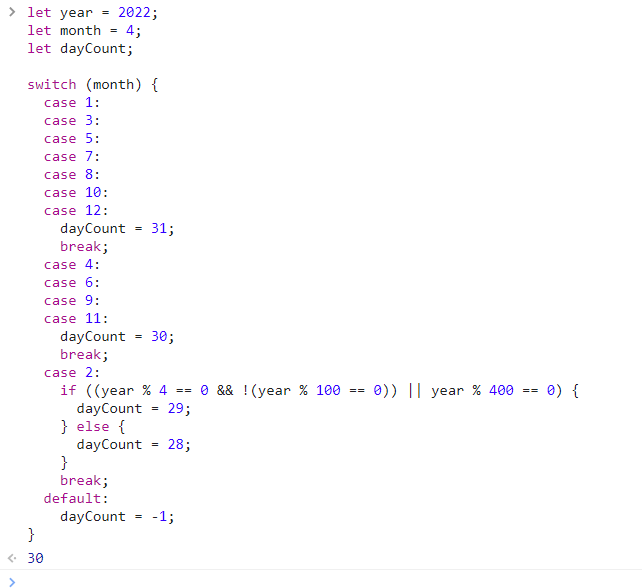 let year = 2022;
let month = 4;
let dayCount;

switch (month) {
  case 1:
  case 3:
  case 5:
  case 7:
  case 8:
  case 10:
  case 12:
    dayCount = 31;
    break;
  case 4:
  case 6:
  case 9:
  case 11:
    dayCount = 30;
    break;
  case 2:
    if ((year % 4 == 0 && !(year % 100 == 0)) || year % 400 == 0) {
      dayCount = 29;
    } else {
      dayCount = 28;
    }
    break;
  default:
    dayCount = -1;
}
30